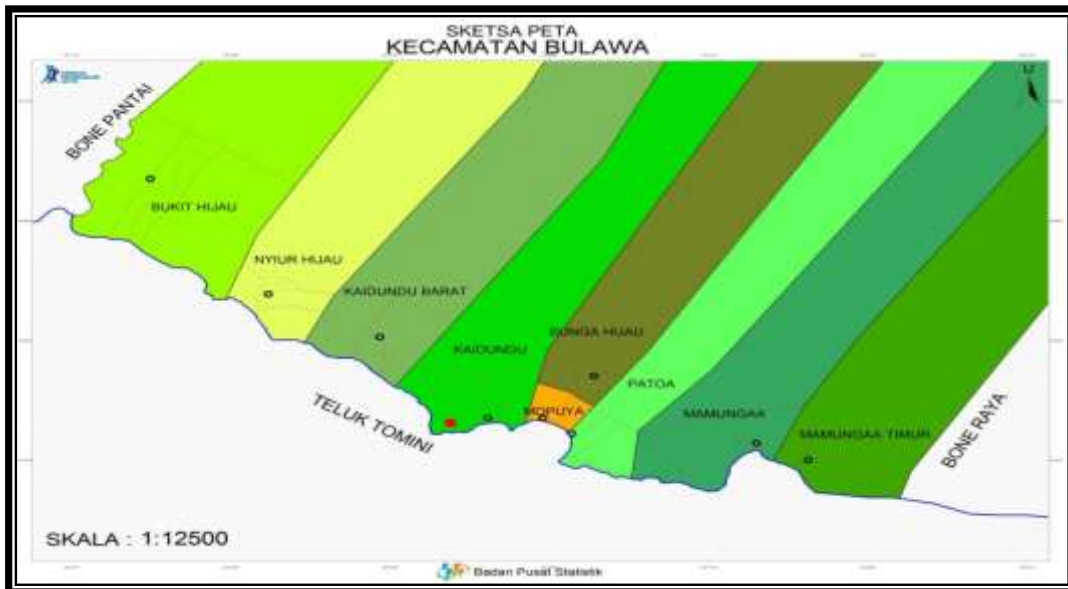 SKETSA PETA
KECAMATAN BULAWA
U
BONE PANTAI
BUKIT HIJAU
NYIUR HIJAU
KAIDUNDU BARAT
KAIDUNDU
BUNGA HIJAU
MOPUYA
PATOA
MAMUNGAA
MAMUNGAA TIMUR
TELUK TOMINI
BONE RAYA
SKALA : 1:12500
Badan Pusat Statistik